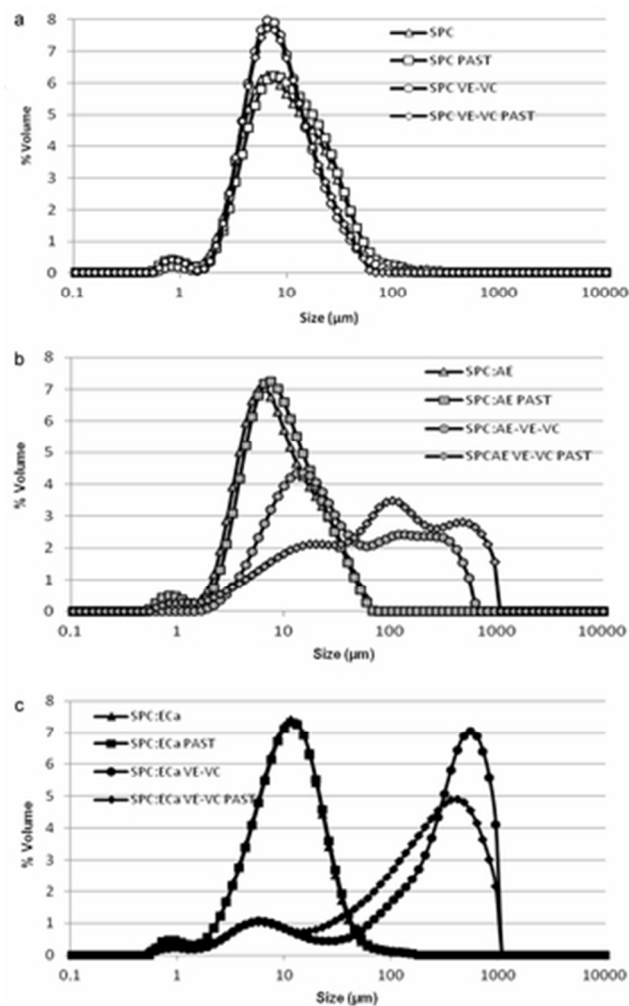 a
8
7
6
5
4
3
2
1
0
% Volume
SPC
SPC PAST
SPC VE-VC
SPC VE-VC PAST
0.1 1 10 100 1000 10000
Size (µm)
b
8
7
6
5
4
3
2
1
0
% Volume
SPC:AE
SPC:AE PAST
SPC:AE-VE-VC
SPCAE VE-VC PAST
0.1 1 10 100 1000 10000
Size (µm)
c
8
7
6
5
4
3
2
1
0
% Volume
SPC:ECa
SPC:ECa PAST
SPC:ECa VE-VC
SPC:ECa VE-VC PAST
0.1 1 10 100 1000 10000
Size (µm)